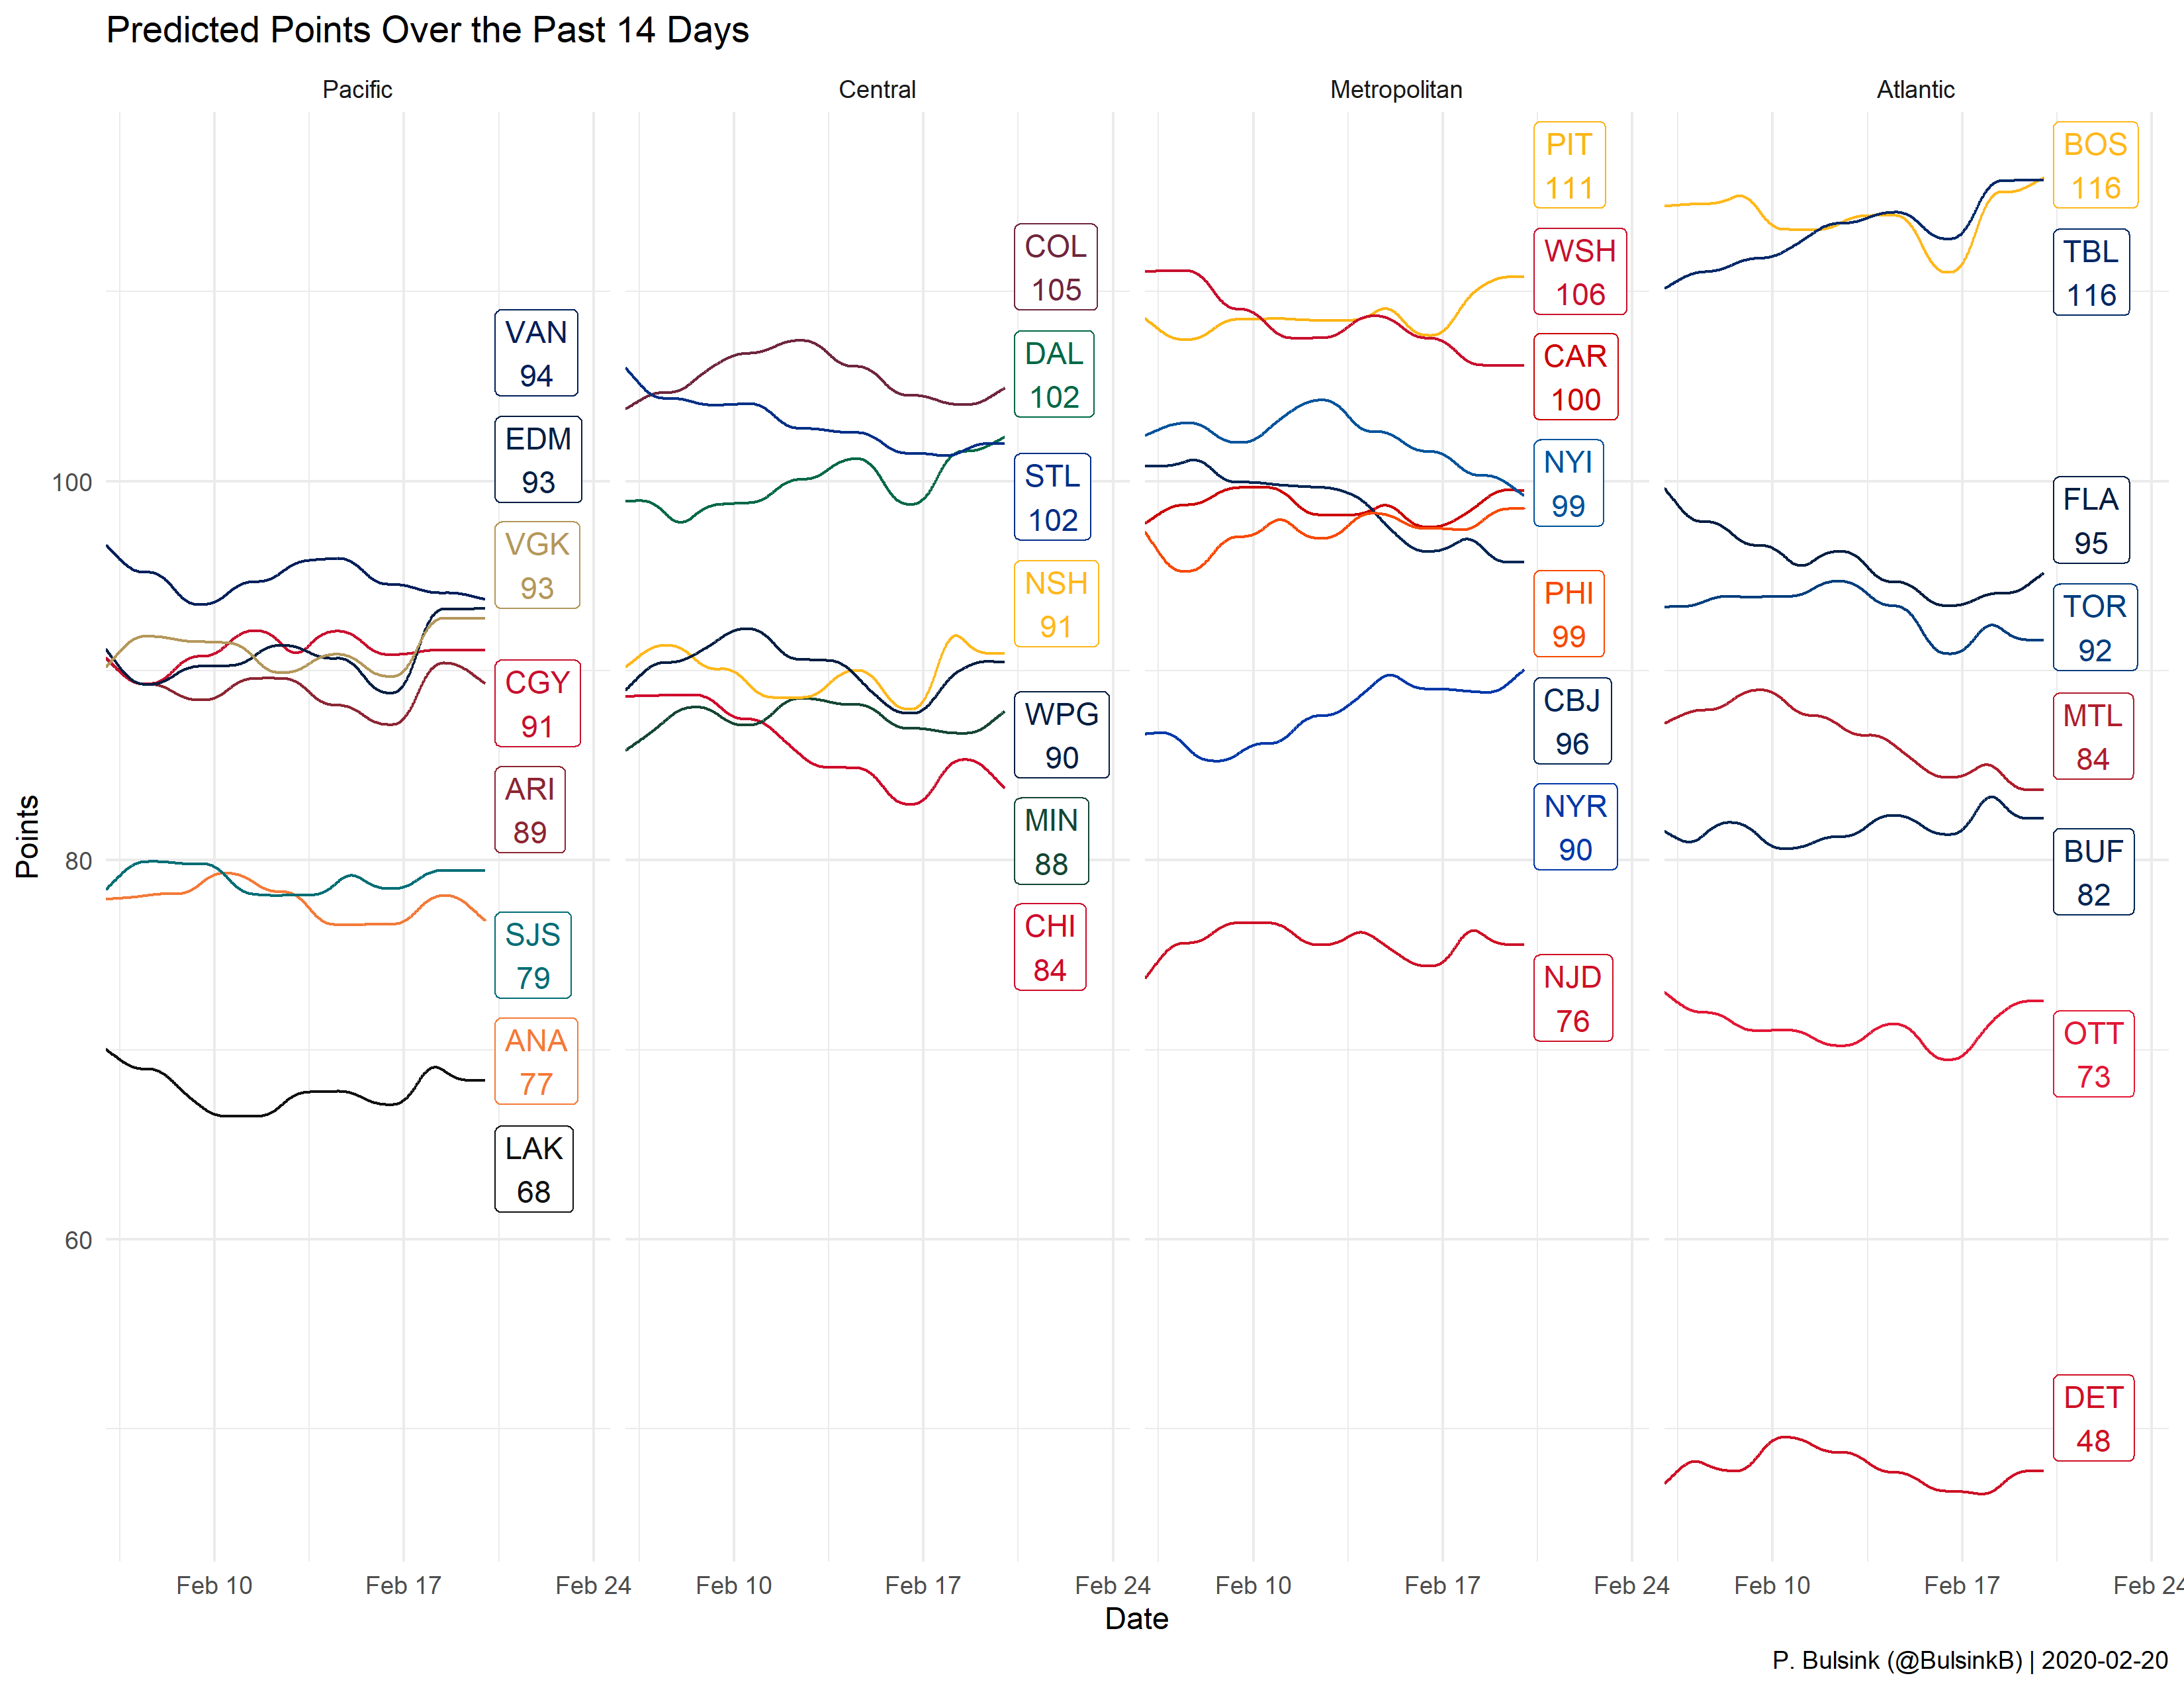 Predicted Points Over the Past 14 Days
Pacific
Central
Metropolitan
Atlantic
Points
100
80
60
VAN
94
EDM
93
VGK
93
CGY
91
ARI
89
SJS
79
ANA
77
LAK
68
COL
105
DAL
102
STL
102
NSH
91
WPG
90
MIN
88
CHI
84
PIT
111
WSH
106
CAR
100
NYI
99
PHI
99
CBJ
96
NYR
90
NJD
76
BOS
116
TBL
116
FLA
95
TOR
92
MTL
84
BUF
82
OTT
73
DET
48
Feb 10
Feb 17
Feb 24
Feb 10
Feb 17
Feb 24
Feb 10
Feb 17
Feb 24
Feb 10
Feb 17
Feb 24
Date
P. Bulsink (@BulsinkB) | 2020-02-20